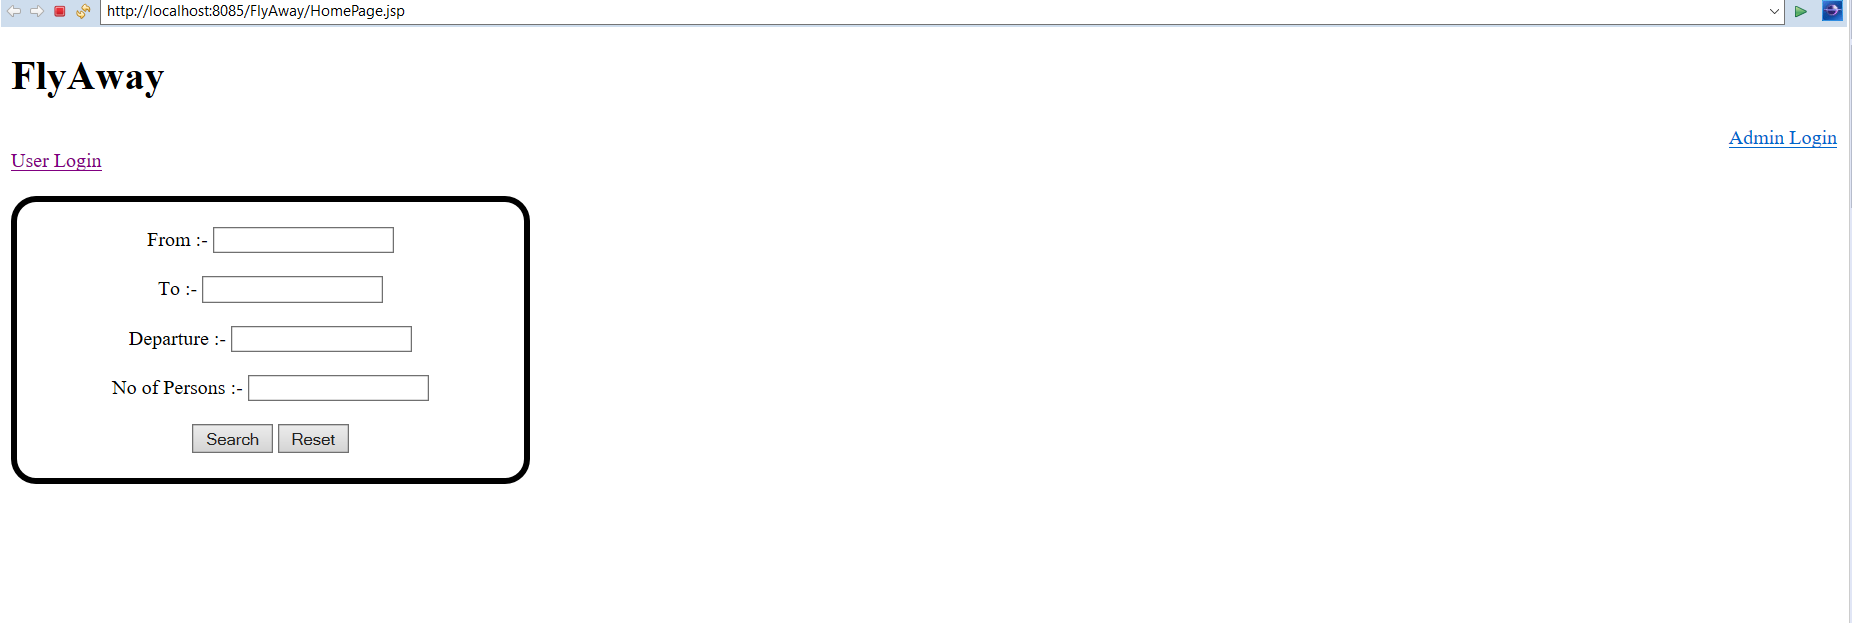 http://localhost:8085/FlyAway/HomePage.jsp
FlyAway
Admin Login
User Login
From :-
To :-
Departure :-
No of Persons :-
Search Reset